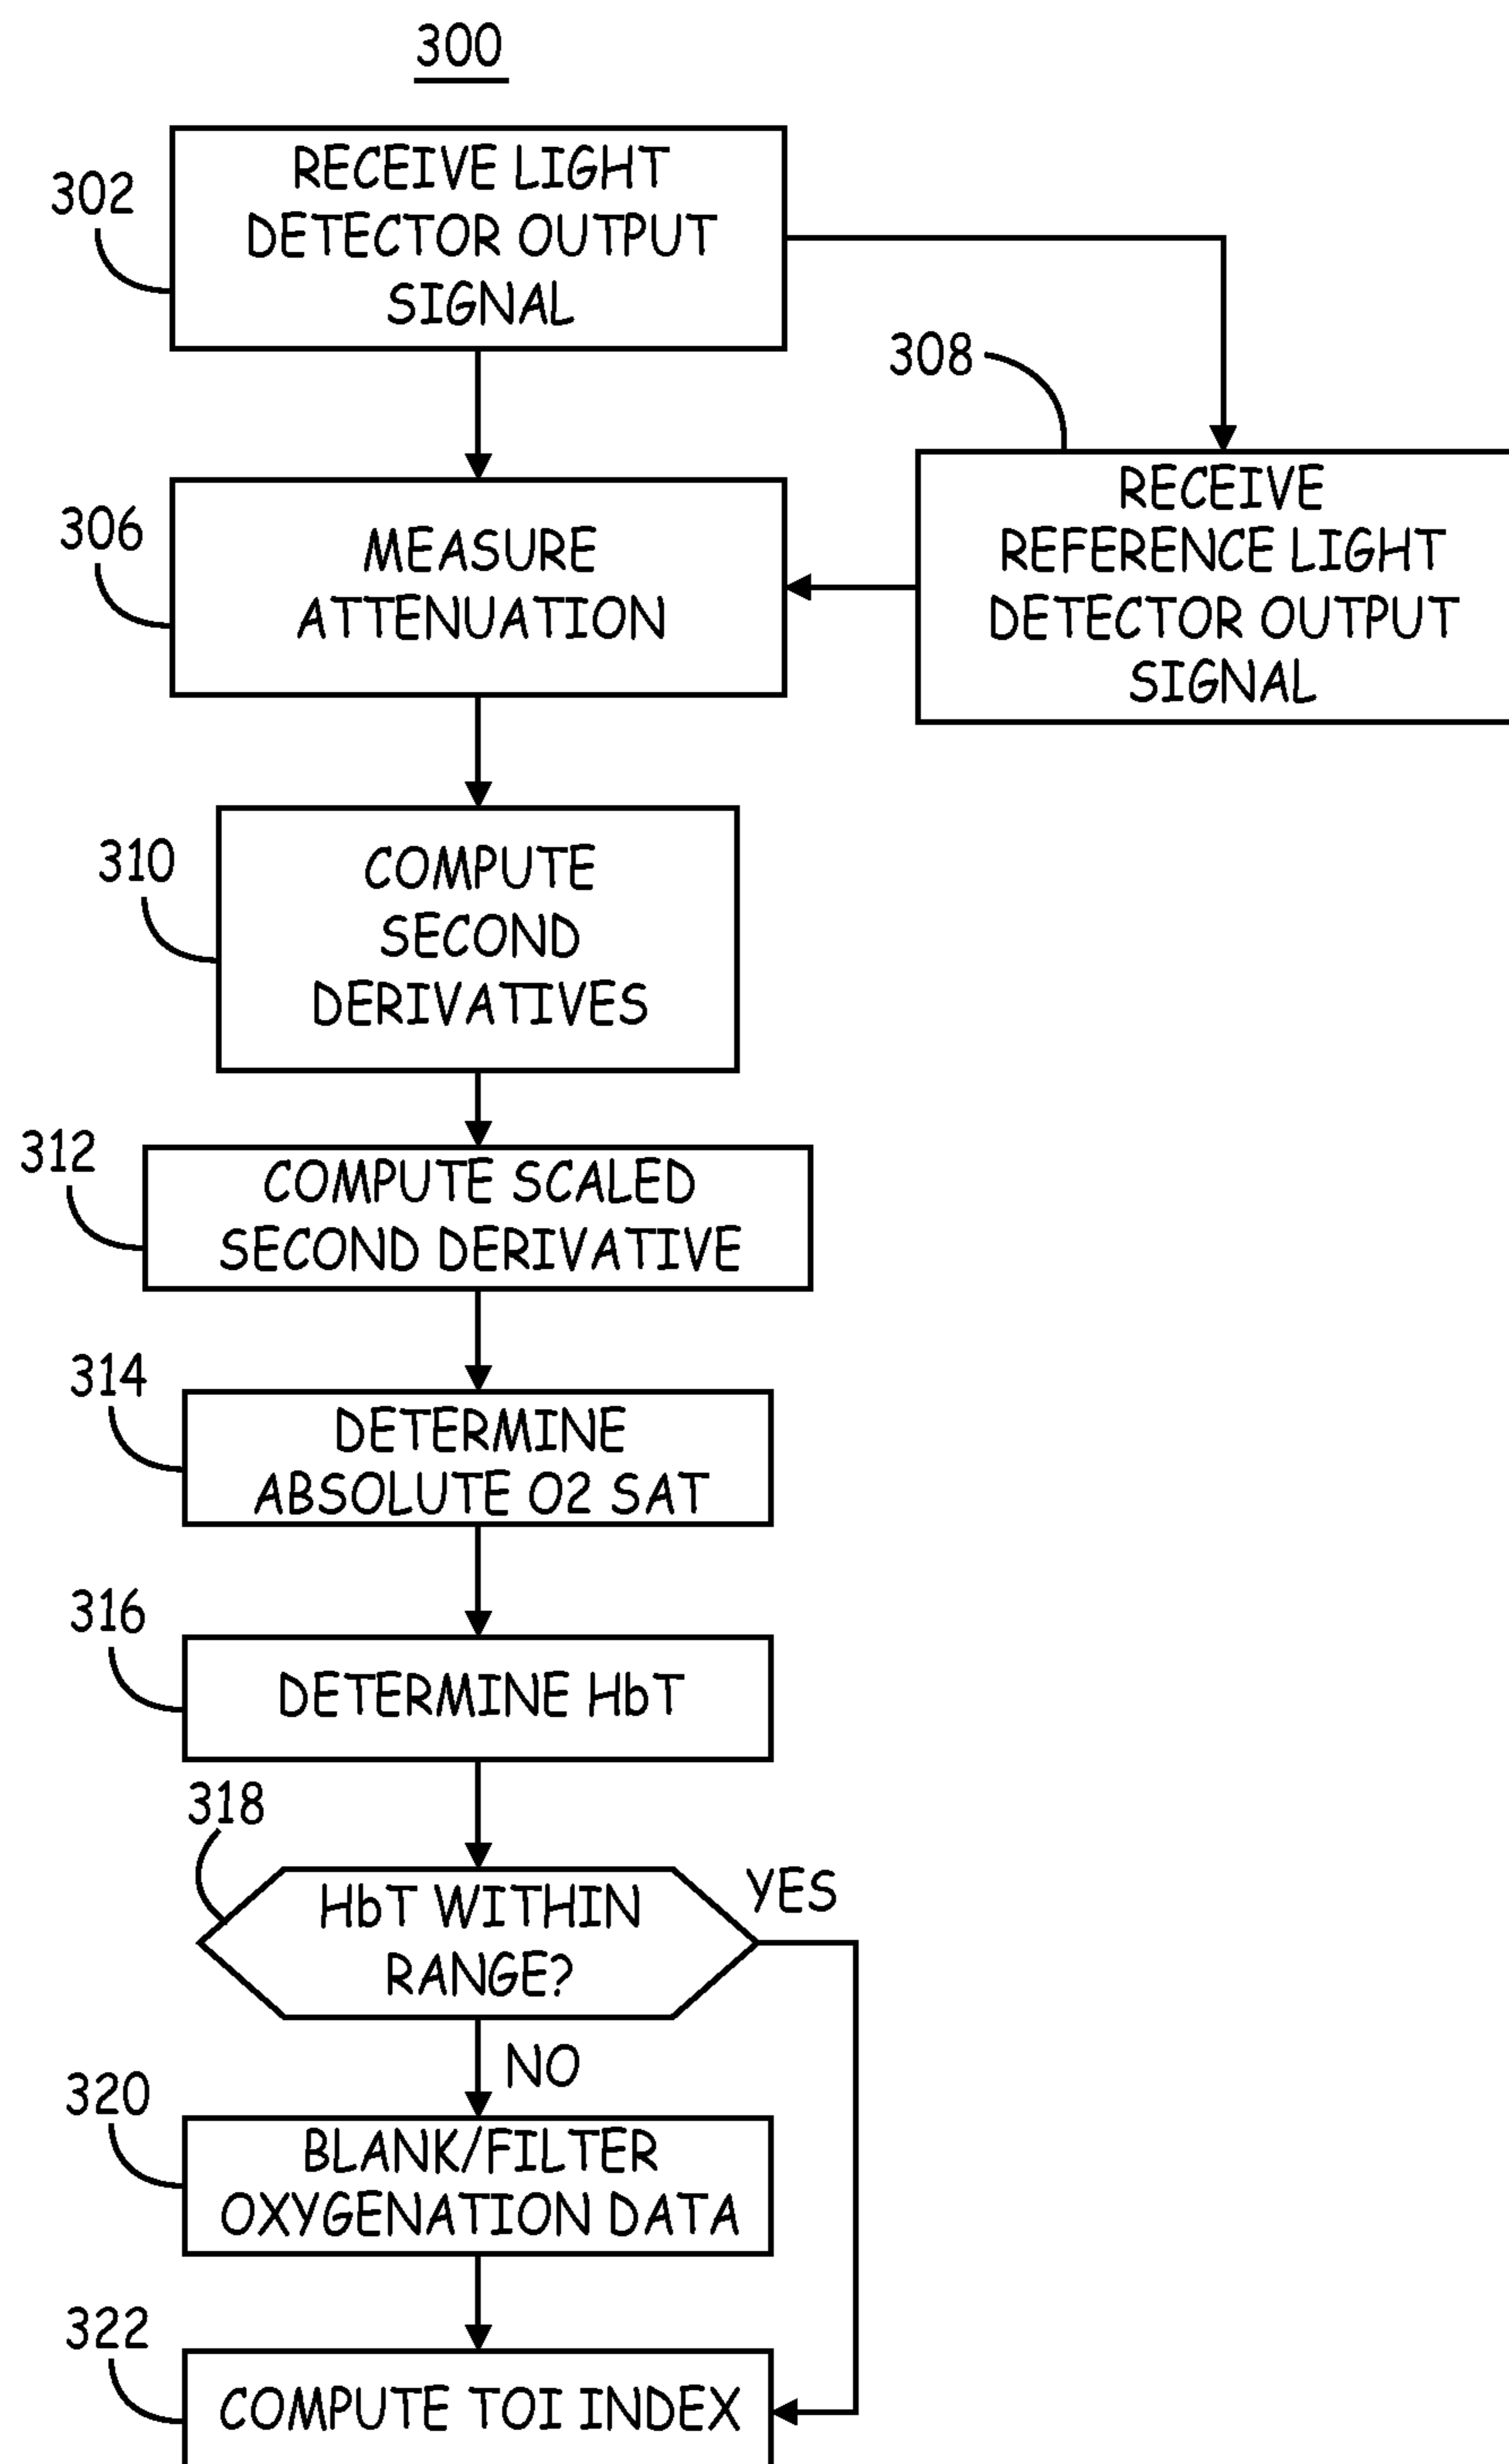 300
302
RECEIVE LIGHT
DETECTOR OUTPUT
SIGNAL
308
RECEIVE
REFERENCE LIGHT
DETECTOR OUTPUT
SIGNAL
306
MEASURE
ATTENUATION
310
COMPUTE
SECOND
DERIVATIVES
312
COMPUTE SCALED
SECOND DERIVATIVE
314
DETERMINE
ABSOLUTE O2 SAT
316
DETERMINE HbT
318
HbT WITHIN
RANGE?
YES
NO
320
BLANK/FILTER
OXYGENATION DATA
322
COMPUTE TOI INDEX